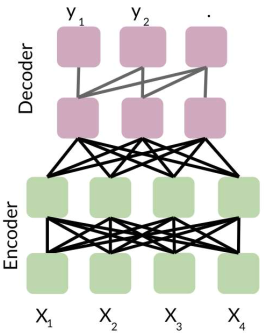 y1 y2 .
Decoder
Encoder
X1 X2 X3 X4